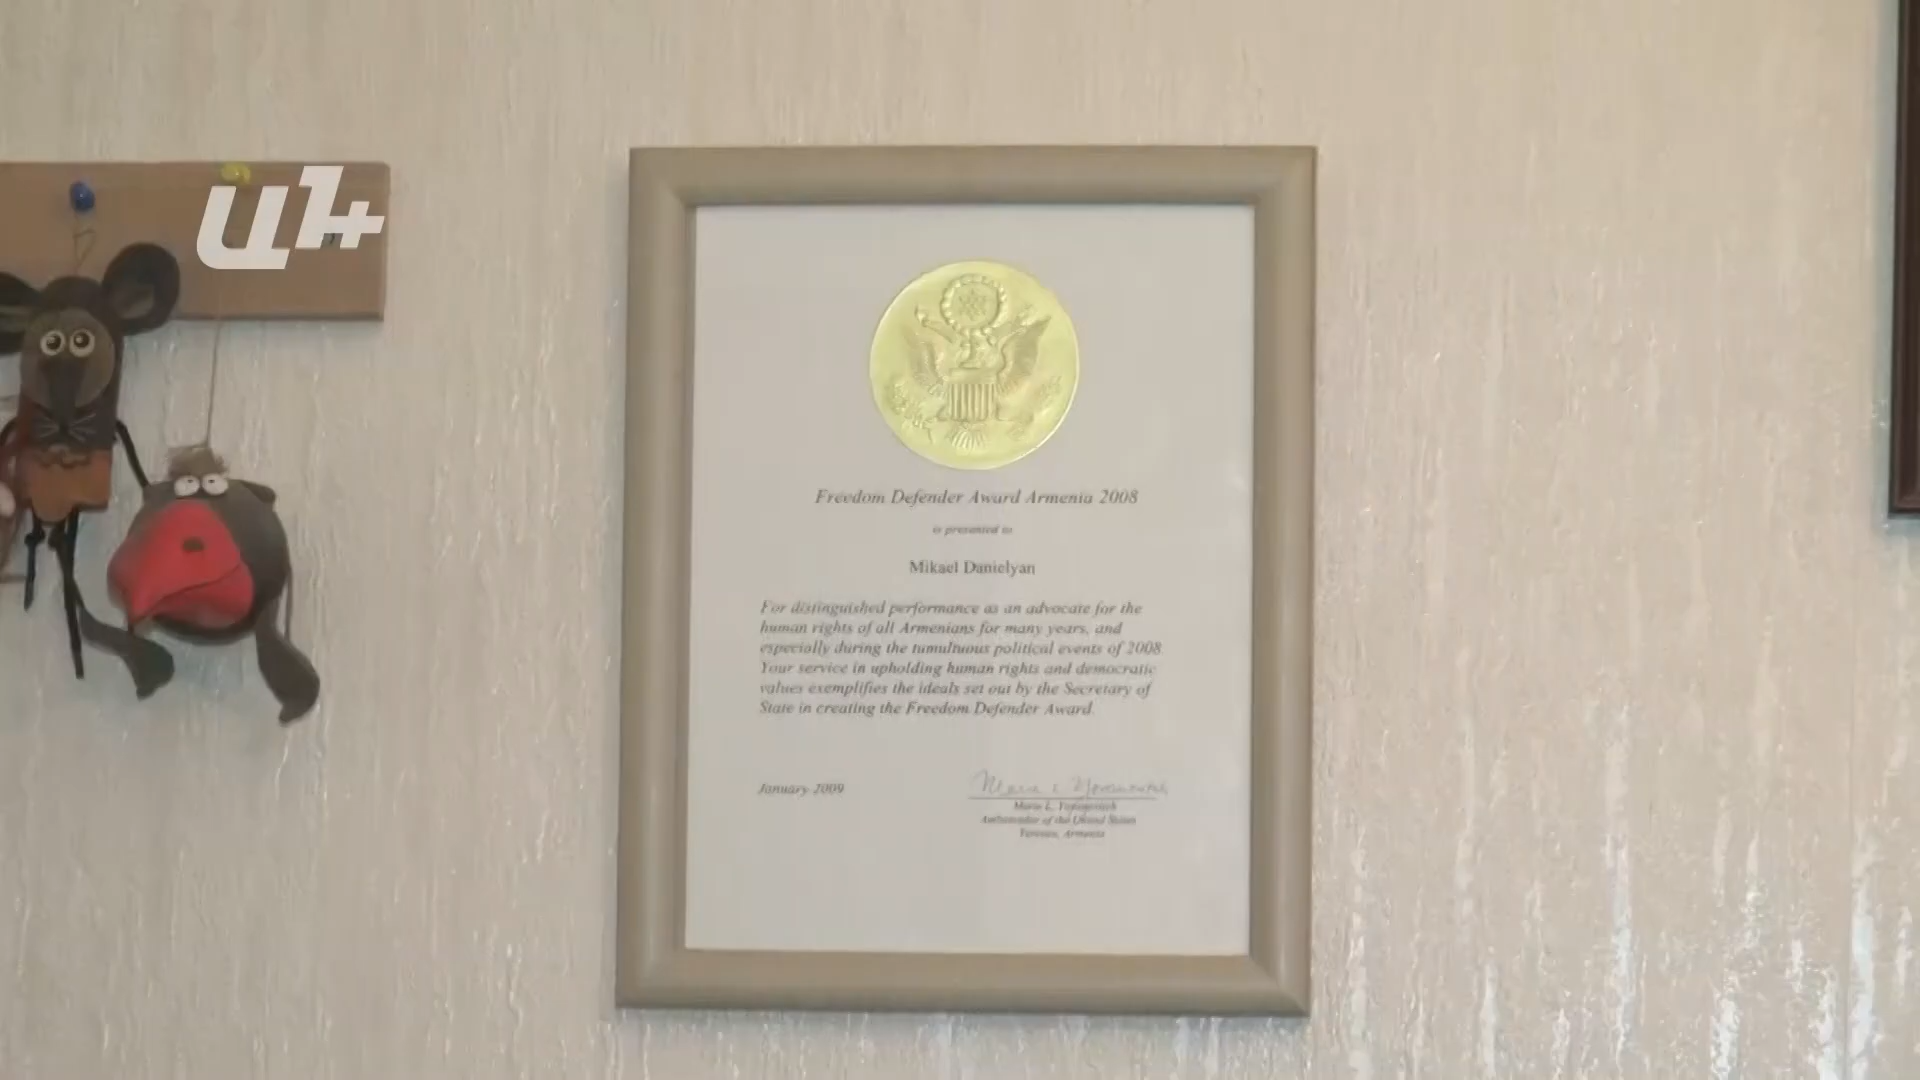 Ա1+
Freedom Defender Award Armenia 2008
is presented to
Mikael Danielyan
For distinguished performance as an advocate for the
human rights of all Armenians for many years, and
especially during the tumultuous political events of 2008.
Your service in upholding human rights and democratic
values exemplifies the ideals set out by the Secretary of
State in creating the Freedom Defender Award.
January 2009
Marie L. Yovanovitch
Ambassador of the United States
Yerevan, Armenia